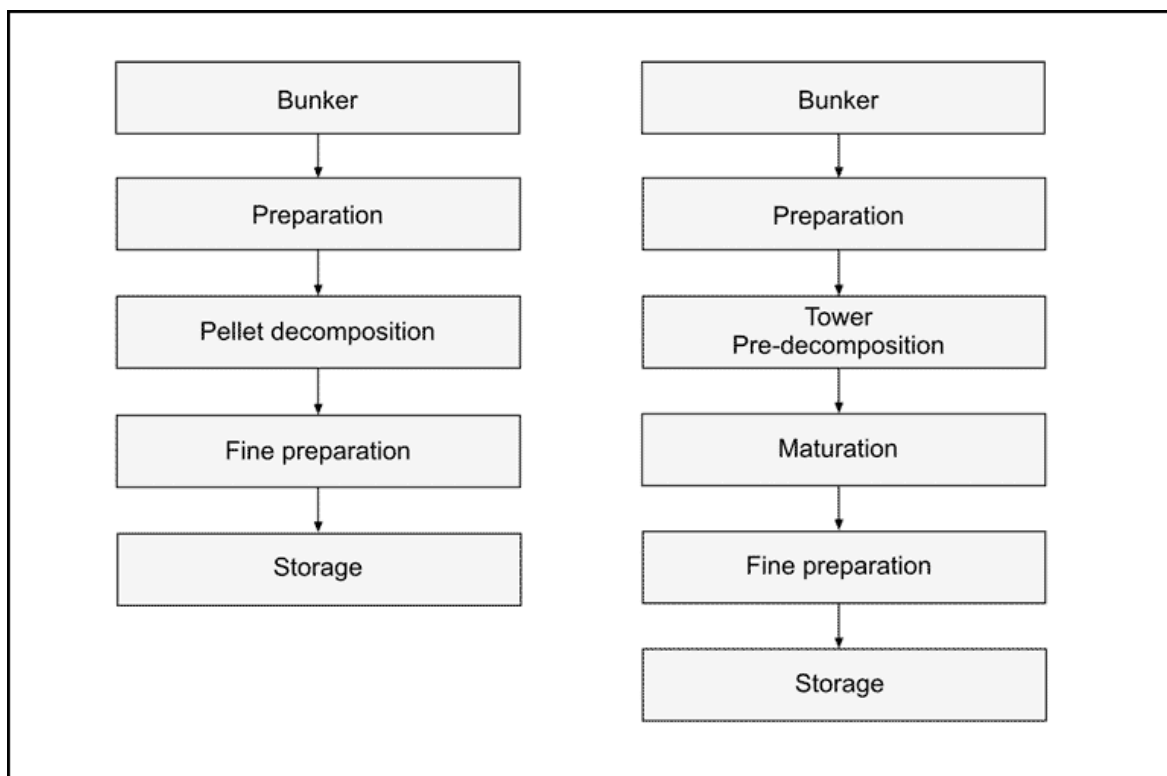 Bunker
Preparation
Pellet decomposition
Fine preparation
Storage
Bunker
Preparation
Tower
Pre-decomposition
Maturation
Fine preparation
Storage